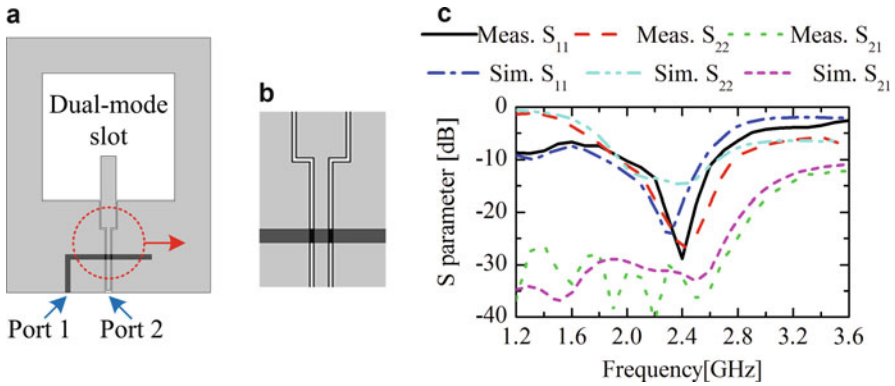 a
Dual-mode
slot
Port 1
Port 2
b
c
Meas. S11 Meas. S22 Meas. S21
Sim. S11 Sim. S22 Sim. S21
S parameter [dB]
0
-10
-20
-30
-40
1.2 1.6 2.0 2.4 2.8 3.2 3.6
Frequency[GHz]